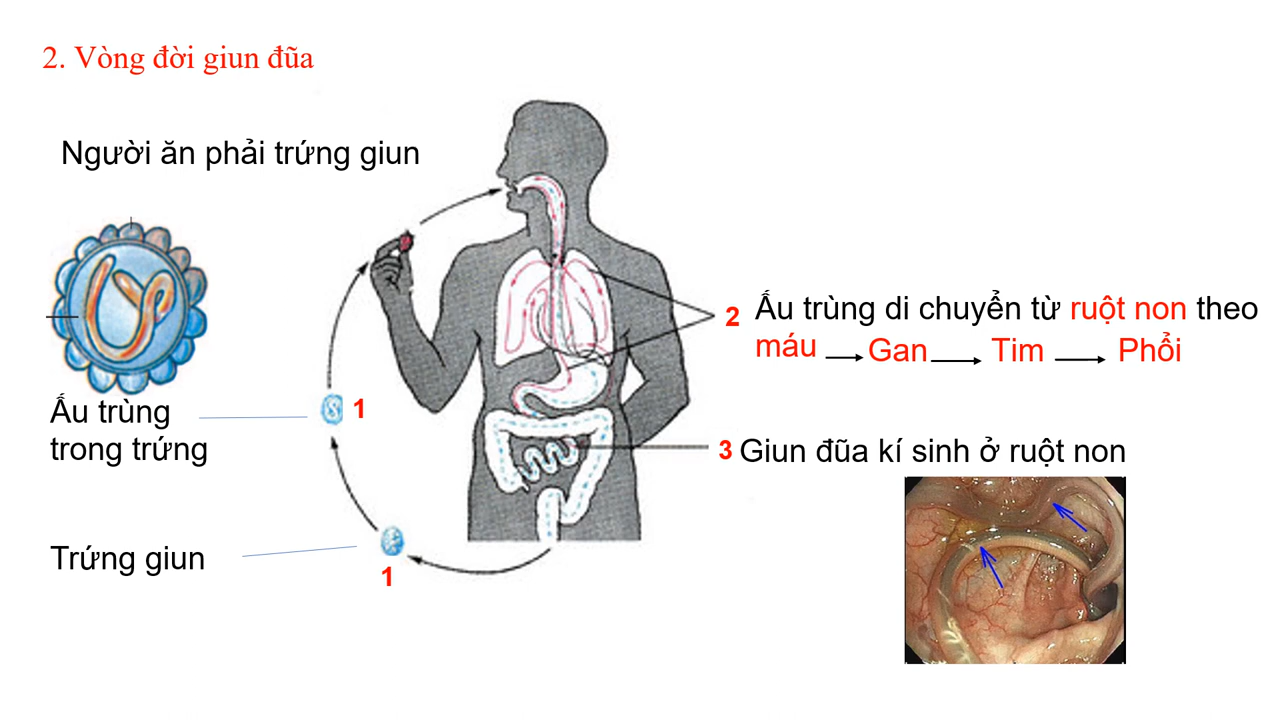 2. Vòng đời giun đũa
Người ăn phải trứng giun
2 Ấu trùng di chuyển từ ruột non theo
máu Gan Tim Phổi
Ấu trùng
trong trứng
1
3 Giun đũa kí sinh ở ruột non
Trứng giun
1